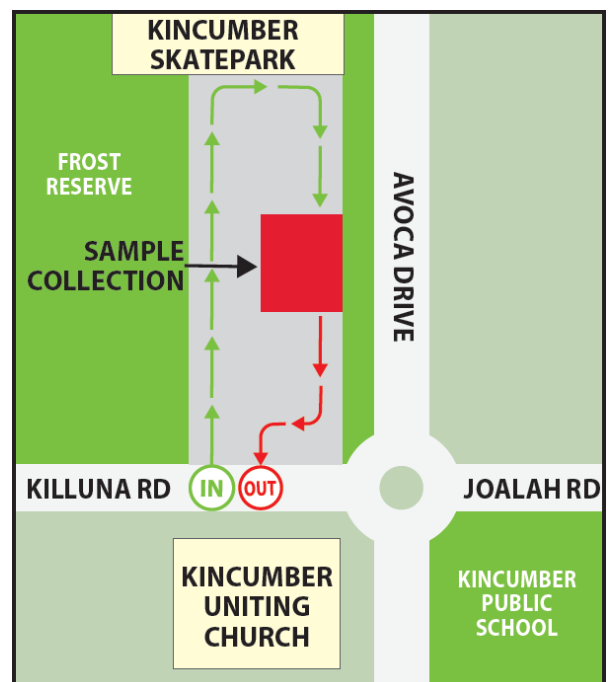 KINCUMBER
SKATEPARK
FROST
RESERVE
AVOCA DRIVE
SAMPLE
COLLECTION
KILLUNA RD
IN
OUT
JOALAH RD
KINCUMBER
UNITING
CHURCH
KINCUMBER
PUBLIC
SCHOOL